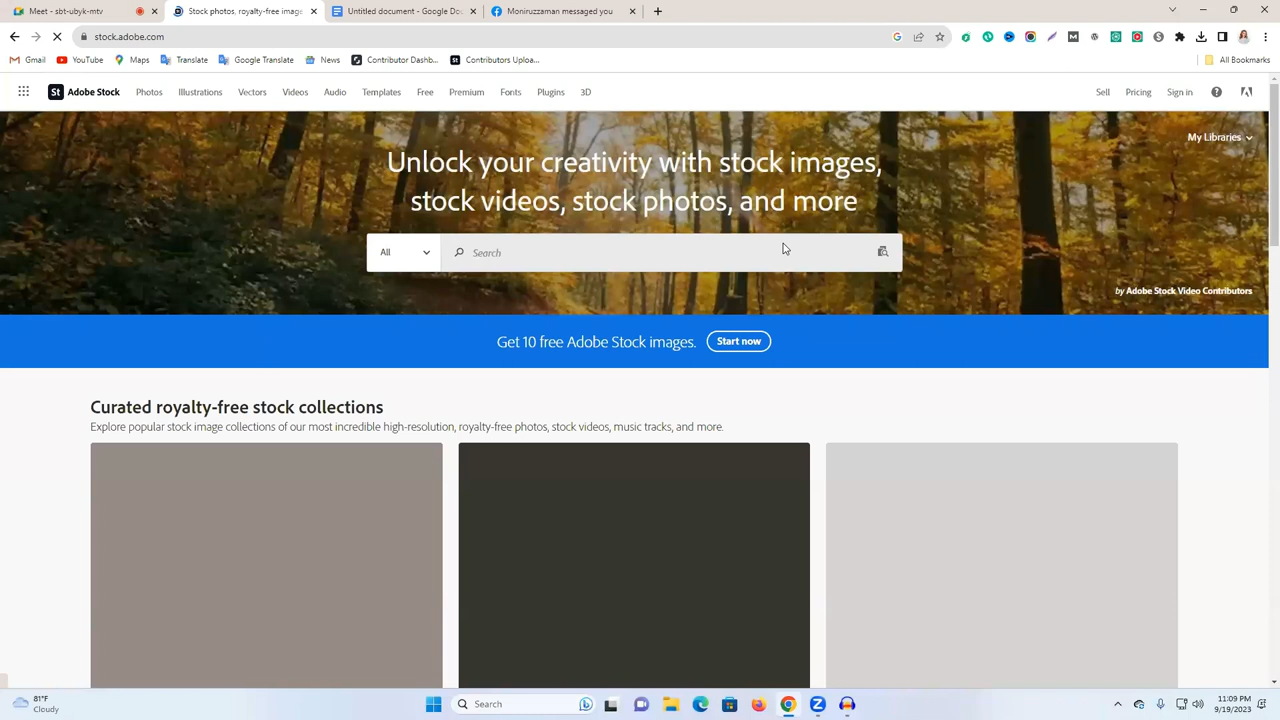 Meet - sbt-ubyk-mtv
Stock photos, royalty-free image
Untitled document - Google Doc
Moniruzzaman messaged you
stock.adobe.com
Gmail
YouTube
Maps
Translate
Google Translate
News
Contributor Dashb...
Contributors Uploa...
All Bookmarks
St Adobe Stock
Photos
Illustrations
Vectors
Videos
Audio
Templates
Free
Premium
Fonts
Plugins
3D
Sell
Pricing
Sign in
My Libraries
Unlock your creativity with stock images,
stock videos, stock photos, and more
All
Search
by Adobe Stock Video Contributors
Get 10 free Adobe Stock images.
Start now
Curated royalty-free stock collections
Explore popular stock image collections of our most incredible high-resolution, royalty-free photos, stock videos, music tracks, and more.
81°F
Cloudy
Search
11:09 PM
9/19/2023